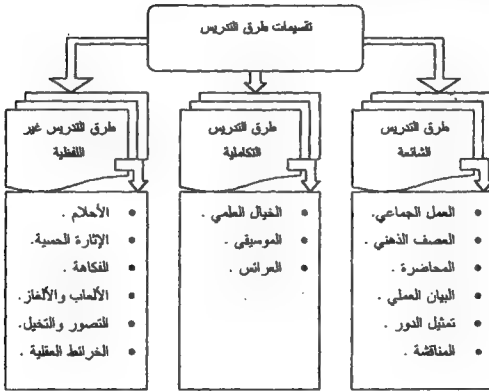 تقسيمات طرق التدريس
طرق التدريس
الشائعة
العمل الجماعي.
العصف الذهني.
المحاضرة.
البيان العملي.
تمثيل الدور.
المناقشة.
طرق التدريس
التكاملية
الخيال العلمي.
الموسيقى.
العرائس.
طرق التدريس غير
اللفظية
الأحلام.
الإثارة الحسية.
الفكاهة.
الألعاب والألغاز.
التصور والتخيل.
الخرائط العقلية.